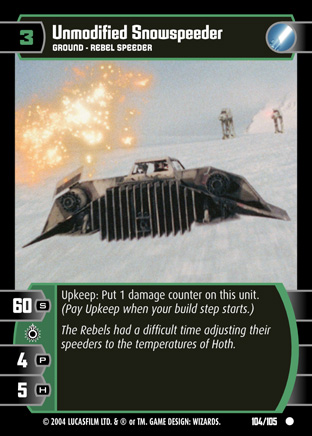 3
Unmodified Snowspeeder
GROUND • REBEL SPEEDER
60 S
4 P
5 H
Upkeep: Put 1 damage counter on this unit.
(Pay Upkeep when your build step starts.)
The Rebels had a difficult time adjusting their
speeders to the temperatures of Hoth.
© 2004 LUCASFILM LTD. & ® or TM. GAME DESIGN: WIZARDS.
104/105